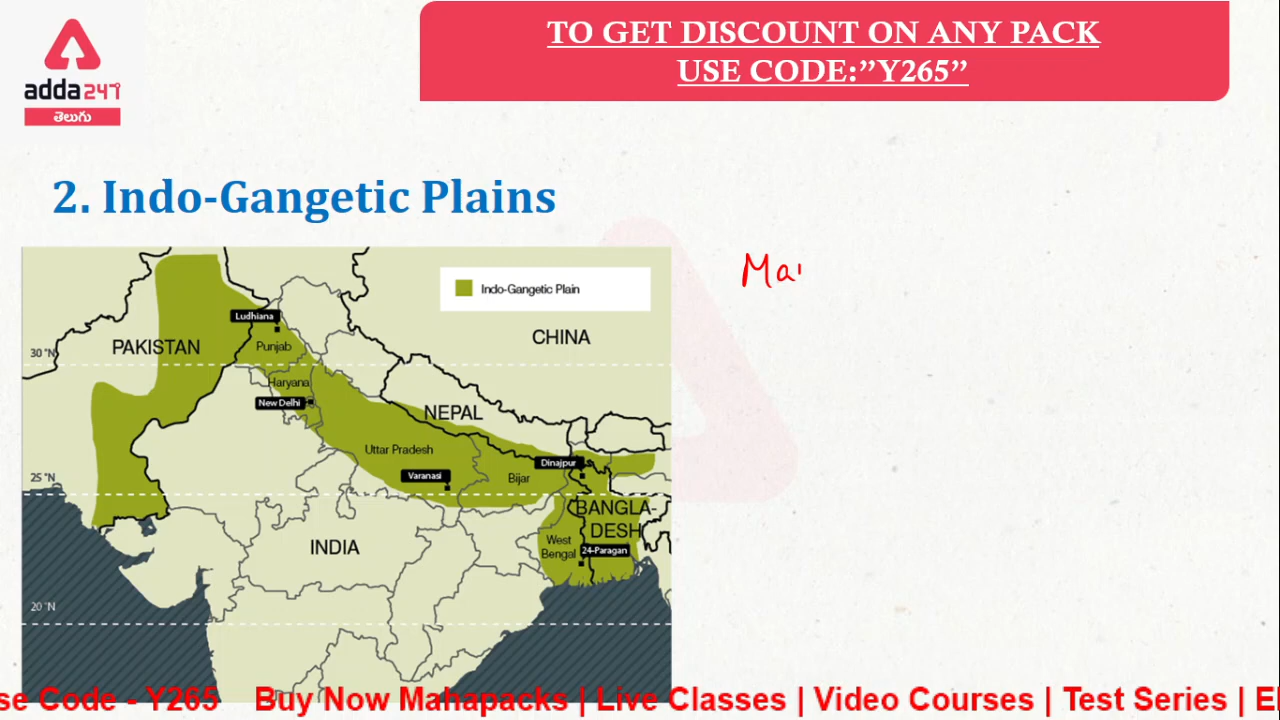 adda247
తెలుగు
TO GET DISCOUNT ON ANY PACK
USE CODE:”Y265”
2. Indo-Gangetic Plains
Indo-Gangetic Plain
Ludhiana
PAKISTAN
Punjab
CHINA
30 °N
Haryana
New Delhi
NEPAL
Uttar Pradesh
Dinajpur
25 °N
Varanasi
Bijar
BANGLA-
DESH
West
Bengal
24-Paragan
INDIA
20 °N
se Code - Y265 Buy Now Mahapacks | Live Classes | Video Courses | Test Series | E